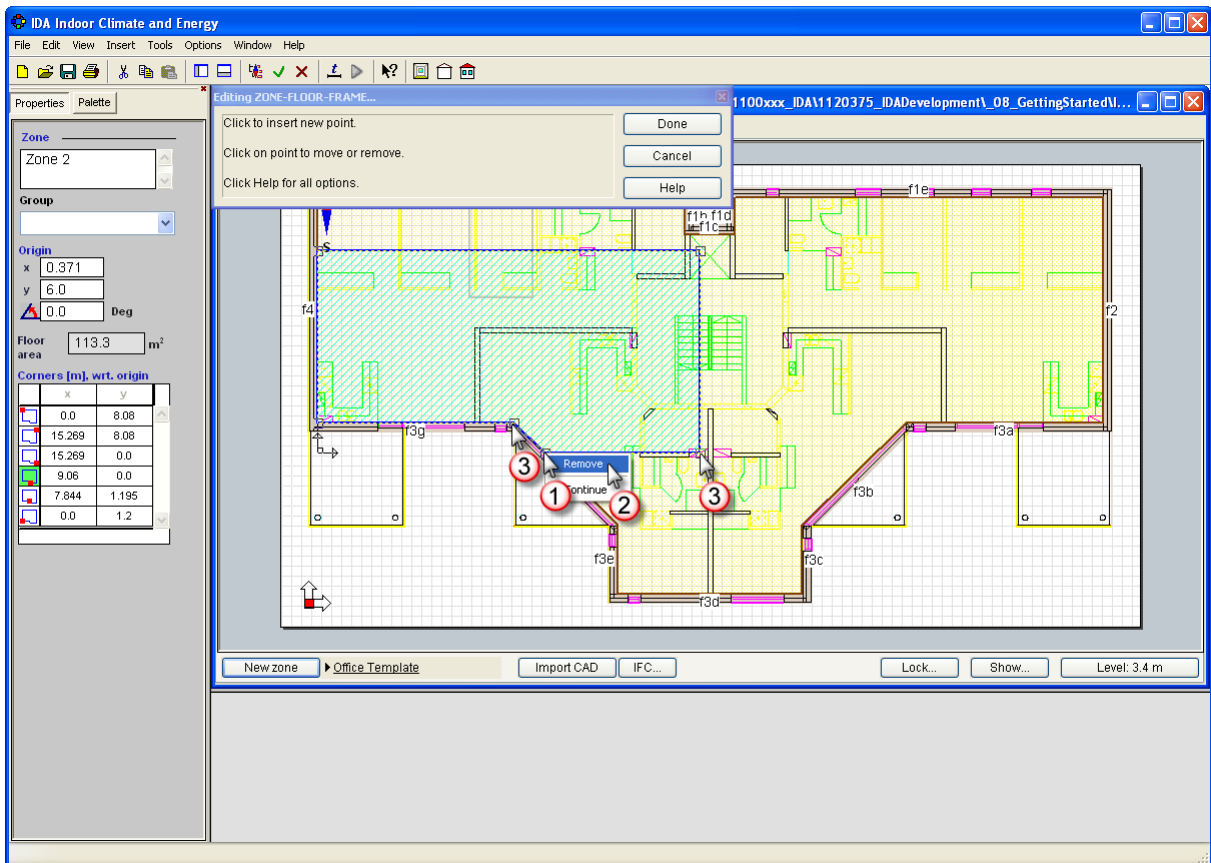 IDA Indoor Climate and Energy
File Edit View Insert Tools Options Window Help
Properties Palette
Zone
Zone 2
Group
Origin
x 0.371
y 6.0
0.0 Deg
Floor area 113.3 m²
Corners [m], wrt. origin
x y
0.0 8.08
15.269 8.08
15.269 0.0
9.06 0.0
7.844 1.195
0.0 1.2
Editing ZONE-FLOOR-FRAME...
Click to insert new point.
Click on point to move or remove.
Click Help for all options.
Done
Cancel
Help
1100xxx_IDA\1120375_IDADevelopment\_08_GettingStarted\I...
f1e
f1h f1d
f1c
S
f4
f2
f3g
f3a
3
Remove
1
ontinue
2
3
f3b
f3e
f3c
f3d
New zone
Office Template
Import CAD
IFC...
Lock...
Show...
Level: 3.4 m